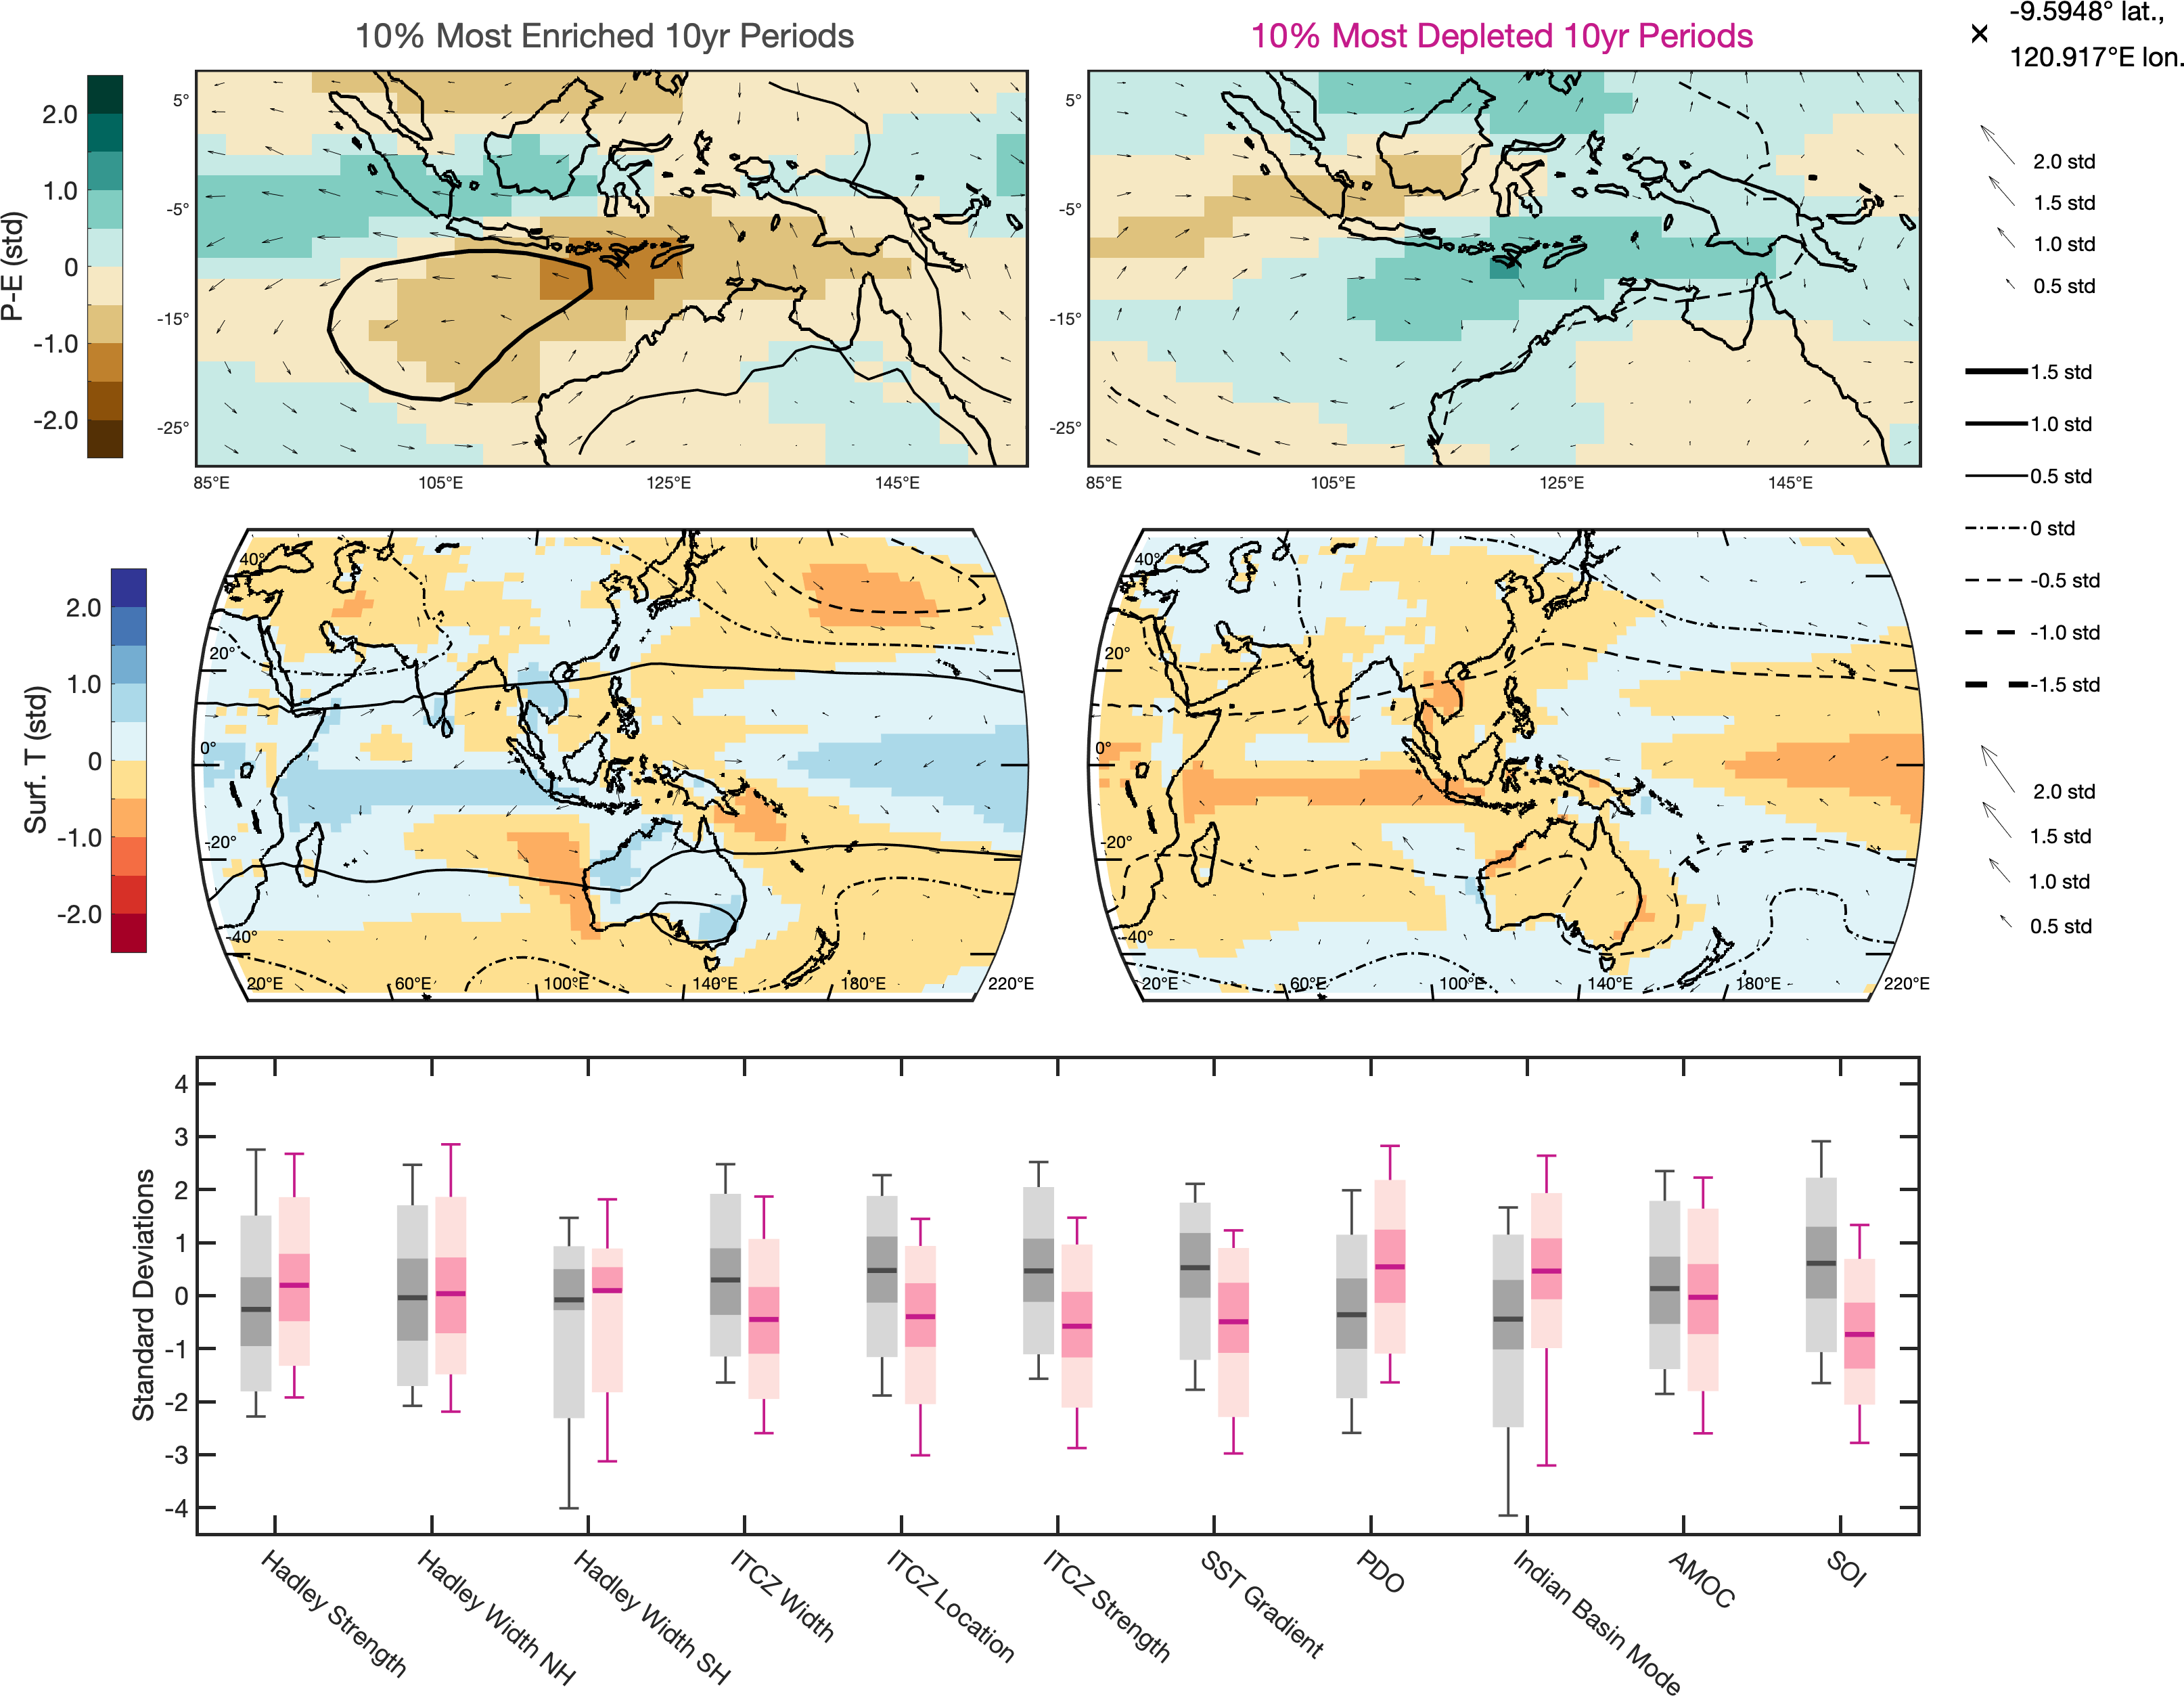 10% Most Enriched 10yr Periods
10% Most Depleted 10yr Periods
-9.5948° lat.,
120.917°E lon.
P-E (std)
2.0
1.0
0
-1.0
-2.0
5°
-5°
-15°
-25°
85°E 105°E 125°E 145°E
5°
-5°
-15°
-25°
85°E 105°E 125°E 145°E
2.0 std
1.5 std
1.0 std
0.5 std
1.5 std
1.0 std
0.5 std
0 std
-0.5 std
-1.0 std
-1.5 std
Surf. T (std)
2.0
1.0
0
-1.0
-2.0
40°
20°
0°
-20°
-40°
20°E 60°E 100°E 140°E 180°E 220°E
40°
20°
0°
-20°
-40°
20°E 60°E 100°E 140°E 180°E 220°E
2.0 std
1.5 std
1.0 std
0.5 std
Standard Deviations
4
3
2
1
0
-1
-2
-3
-4
Hadley Strength
Hadley Width NH
Hadley Width SH
ITCZ Width
ITCZ Location
ITCZ Strength
SST Gradient
PDO
Indian Basin Mode
AMOC
SOI